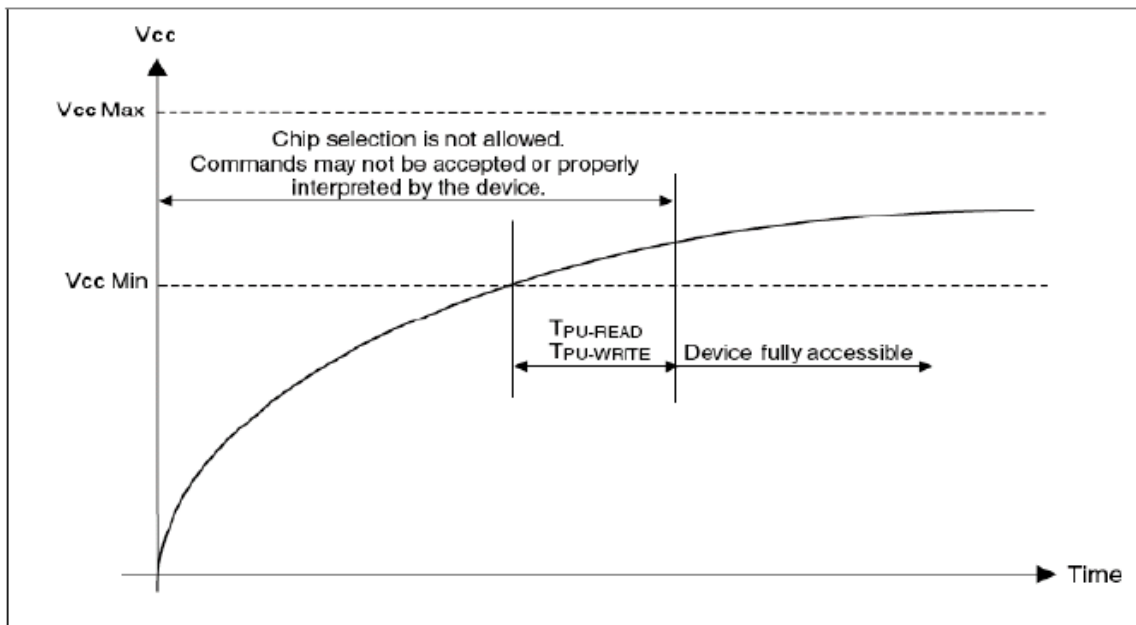 Vcc
Vcc Max
Chip selection is not allowed.
Commands may not be accepted or properly
interpreted by the device.
Vcc Min
TPU-READ
TPU-WRITE
Device fully accessible
Time